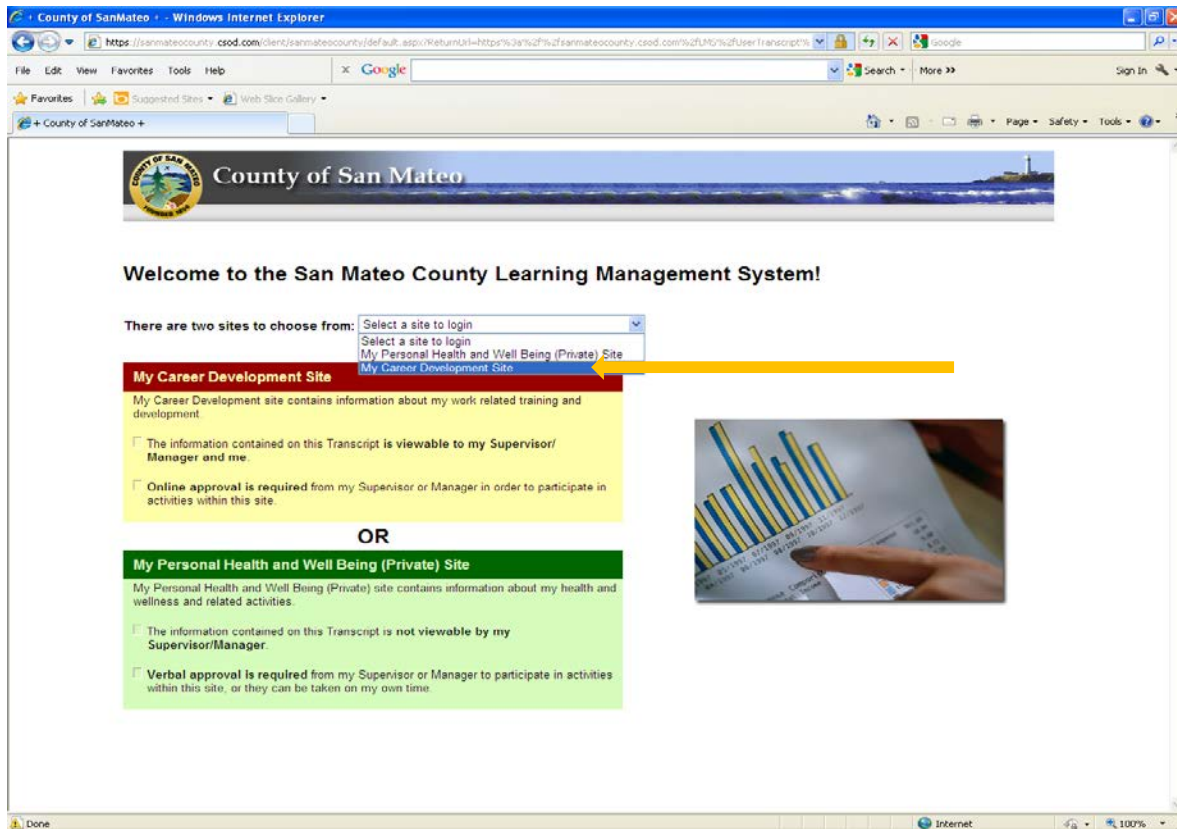 + County of SanMateo + - Windows Internet Explorer
https://sanmateocounty.csod.com/client/sanmateocounty/default.aspx?ReturnUrl=https%3a%2f%2fsanmateocounty.csod.com%2fLMS%2fUserTranscript%
Google
File Edit View Favorites Tools Help
x Google
Search More >>
Sign In
Favorites Suggested Sites Web Slice Gallery
+ County of SanMateo +
Page Safety Tools
COUNTY OF SAN MATEO
FOUNDED 1856
County of San Mateo
Welcome to the San Mateo County Learning Management System!
There are two sites to choose from: Select a site to login
Select a site to login
My Personal Health and Well Being (Private) Site
My Career Development Site
My Career Development Site
My Career Development site contains information about my work related training and
development.
The information contained on this Transcript is viewable to my Supervisor/
Manager and me.
Online approval is required from my Supervisor or Manager in order to participate in
activities within this site.
OR
My Personal Health and Well Being (Private) Site
My Personal Health and Well Being (Private) site contains information about my health and
wellness and related activities.
The information contained on this Transcript is not viewable by my
Supervisor/Manager.
Verbal approval is required from my Supervisor or Manager to participate in activities
within this site, or they can be taken on my own time.
Done
Internet
100%